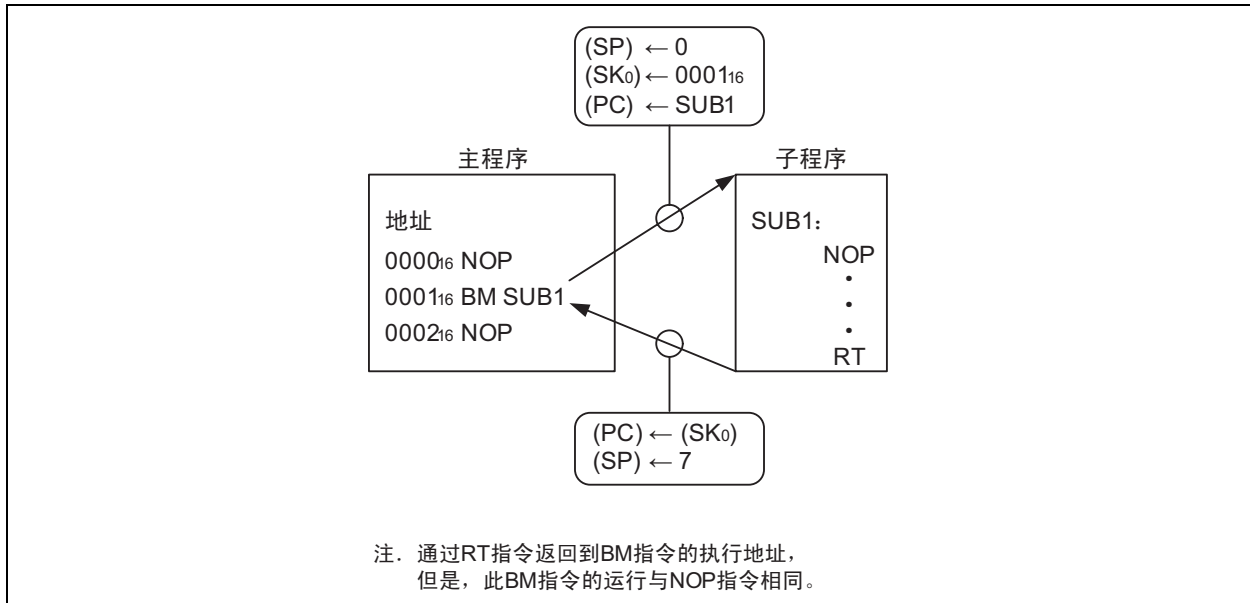 (SP) ← 0
(SK₀) ← 0001₁₆
(PC) ← SUB1
主程序
子程序
地址
0000₁₆ NOP
0001₁₆ BM SUB1
0002₁₆ NOP
SUB1:
NOP
·
·
·
RT
(PC) ← (SK₀)
(SP) ← 7
注. 通过RT指令返回到BM指令的执行地址,
但是, 此BM指令的运行与NOP指令相同。